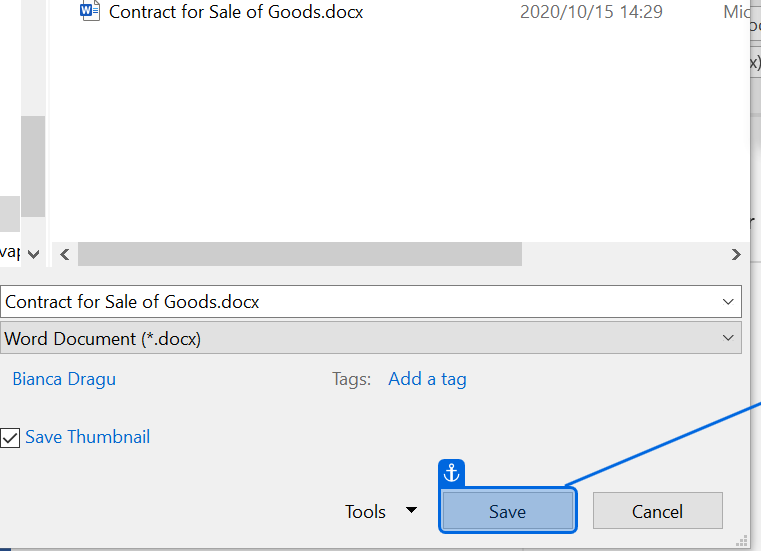 Contract for Sale of Goods.docx 2020/10/15 14:29 Mic
Contract for Sale of Goods.docx
Word Document (*.docx)
Bianca Dragu Tags: Add a tag
Save Thumbnail
Tools Save Cancel